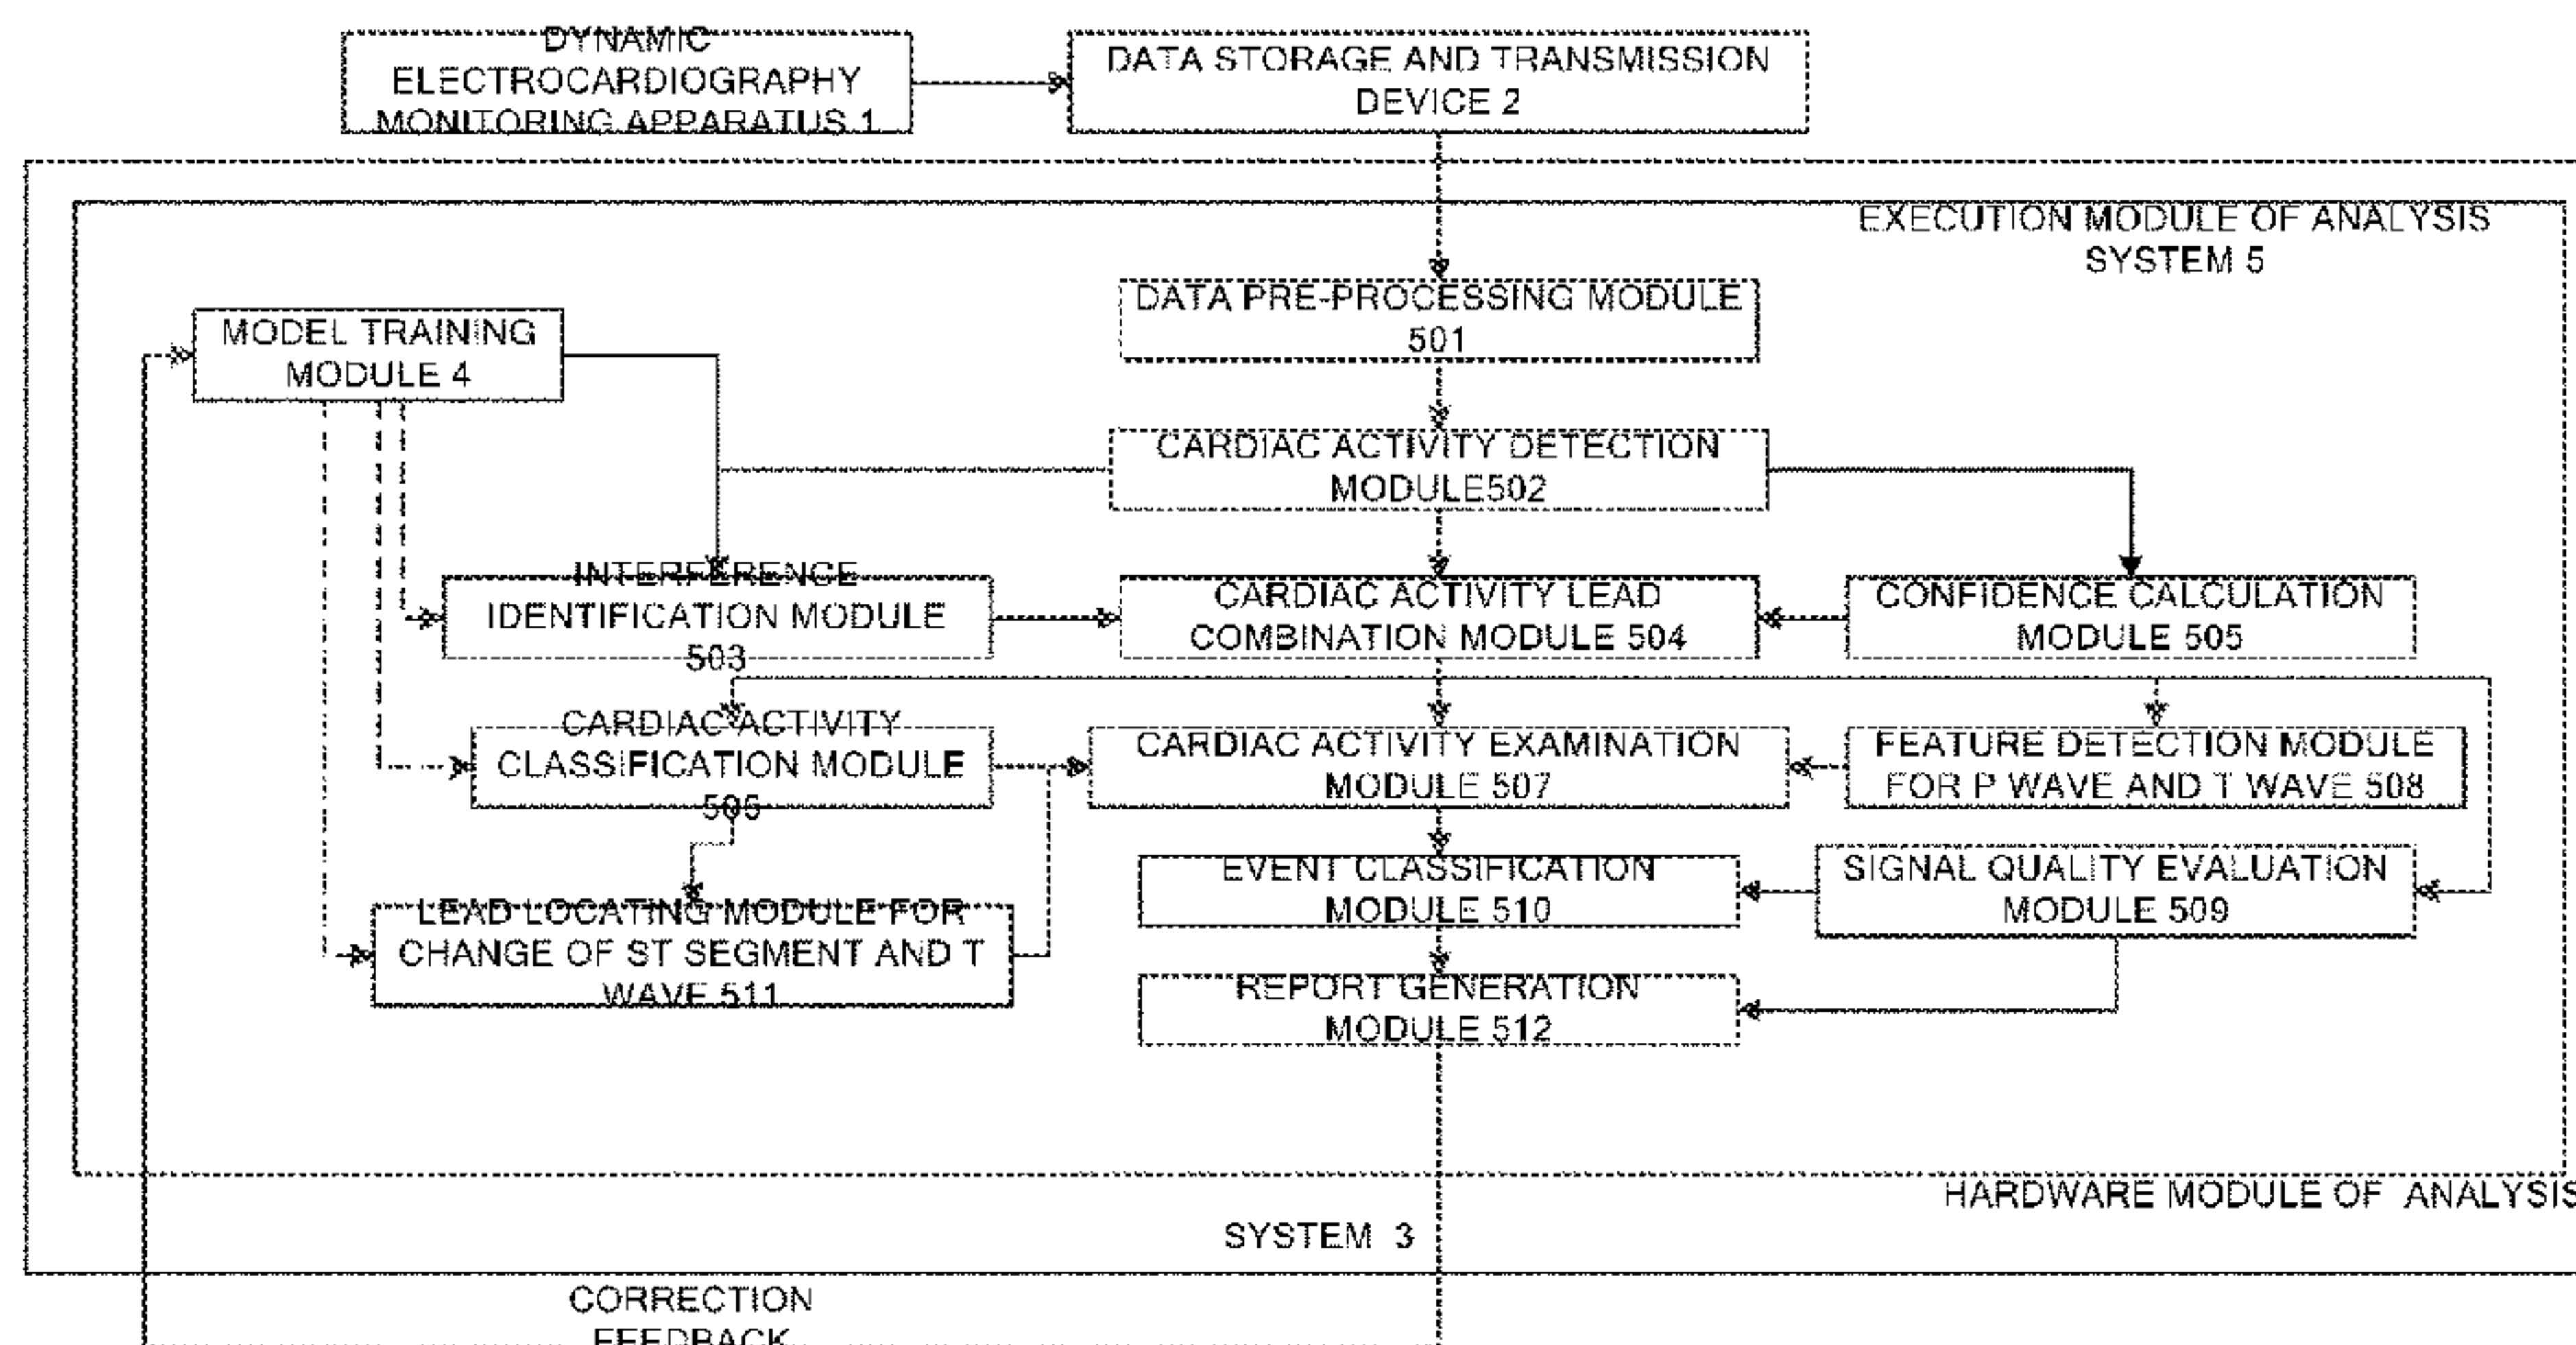 DYNAMIC
ELECTROCARDIOGRAPHY
MONITORING APPARATUS 1
DATA STORAGE AND TRANSMISSION
DEVICE 2
EXECUTION MODULE OF ANALYSIS
SYSTEM 5
DATA PRE-PROCESSING MODULE
501
MODEL TRAINING
MODULE 4
CARDIAC ACTIVITY DETECTION
MODULE502
INTERFERENCE
IDENTIFICATION MODULE
503
CARDIAC ACTIVITY LEAD
COMBINATION MODULE 504
CONFIDENCE CALCULATION
MODULE 505
CARDIAC ACTIVITY
CLASSIFICATION MODULE
CARDIAC ACTIVITY EXAMINATION
MODULE 507
FEATURE DETECTION MODULE
FOR P WAVE AND T WAVE 508
EVENT CLASSIFICATION
MODULE 510
SIGNAL QUALITY EVALUATION
MODULE 509
LEAD LOCATING MODULE FOR
CHANGE OF ST SEGMENT AND T
WAVE 511
REPORT GENERATION
MODULE 512
HARDWARE MODULE OF ANALYSIS
SYSTEM 3
CORRECTION
FEEDBACK